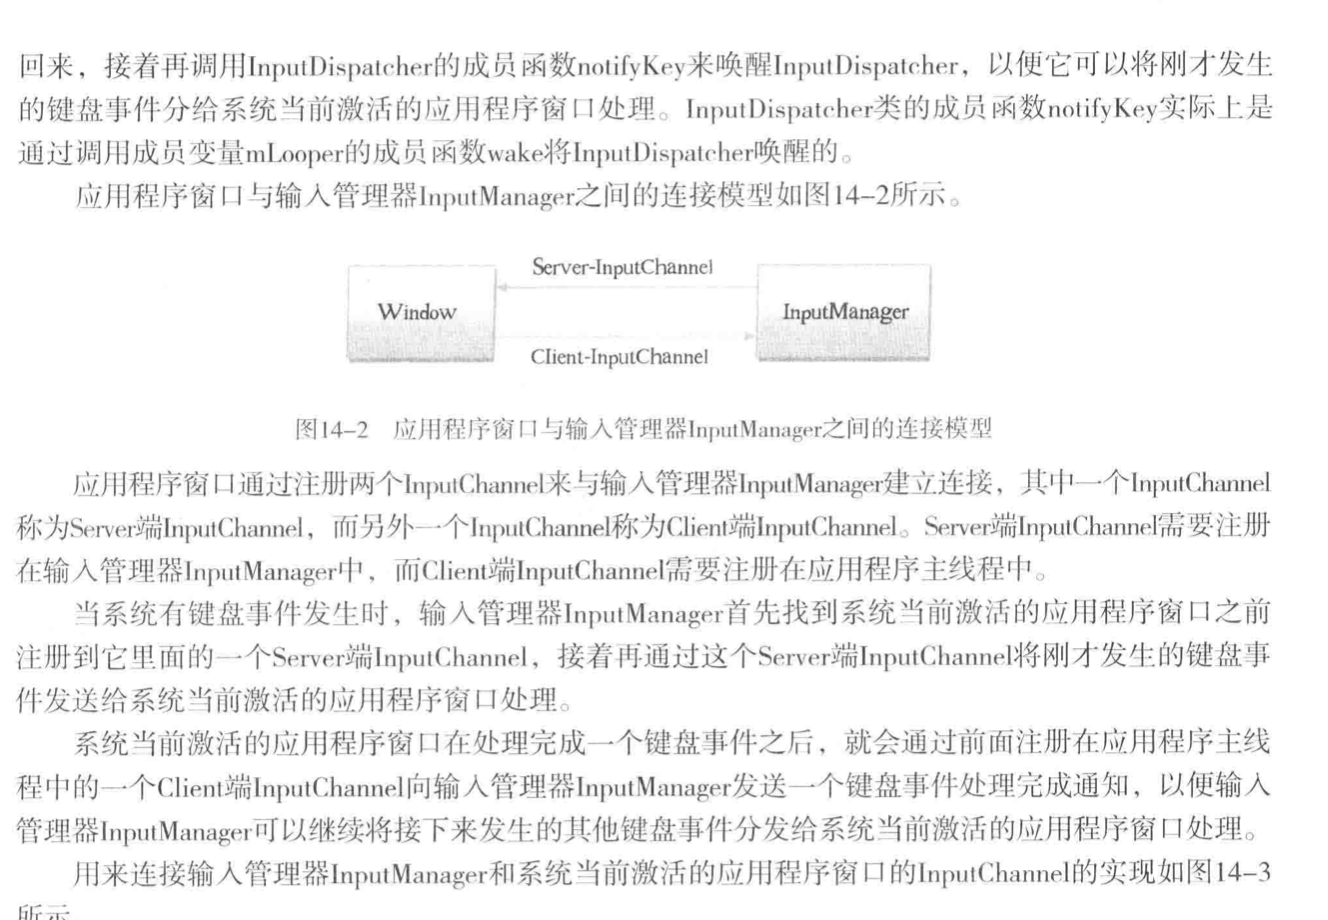 回来，接着再调用InputDispatcher的成员函数notifyKey来唤醒InputDispatcher，以便它可以将刚才发生
的键盘事件分给系统当前激活的应用程序窗口处理。InputDispatcher类的成员函数notifyKey实际上是
通过调用成员变量mLooper的成员函数wake将InputDispatcher唤醒的。
应用程序窗口与输入管理器InputManager之间的连接模型如图14-2所示。
Server-InputChannel
Window
InputManager
Client-InputChannel
图14-2 应用程序窗口与输入管理器InputManager之间的连接模型
应用程序窗口通过注册两个InputChannel来与输入管理器InputManager建立连接，其中一个InputChannel
称为Server端InputChannel，而另外一个InputChannel称为Client端InputChannel。Server端InputChannel需要注册
在输入管理器InputManager中，而Client端InputChannel需要注册在应用程序主线程中。
当系统有键盘事件发生时，输入管理器InputManager首先找到系统当前激活的应用程序窗口之前
注册到它里面的一个Server端InputChannel，接着再通过这个Server端InputChannel将刚才发生的键盘事
件发送给系统当前激活的应用程序窗口处理。
系统当前激活的应用程序窗口在处理完成一个键盘事件之后，就会通过前面注册在应用程序主线
程中的一个Client端InputChannel向输入管理器InputManager发送一个键盘事件处理完成通知，以便输入
管理器InputManager可以继续将接下来发生的其他键盘事件分发给系统当前激活的应用程序窗口处理。
用来连接输入管理器InputManager和系统当前激活的应用程序窗口的InputChannel的实现如图14-3
所示